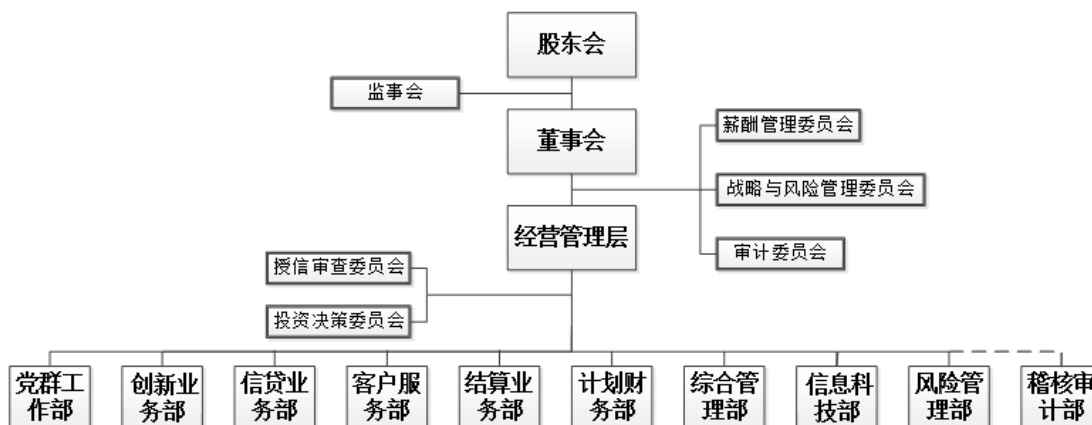 股东会
监事会
董事会
薪酬管理委员会
战略与风险管理委员会
经营管理层
审计委员会
授信审查委员会
投资决策委员会
党群工
作部
创新业
务部
信贷业
务部
客户服
务部
结算业
务部
计划财
务部
综合管
理部
信息科
技部
风险管
理部
稽核审
计部